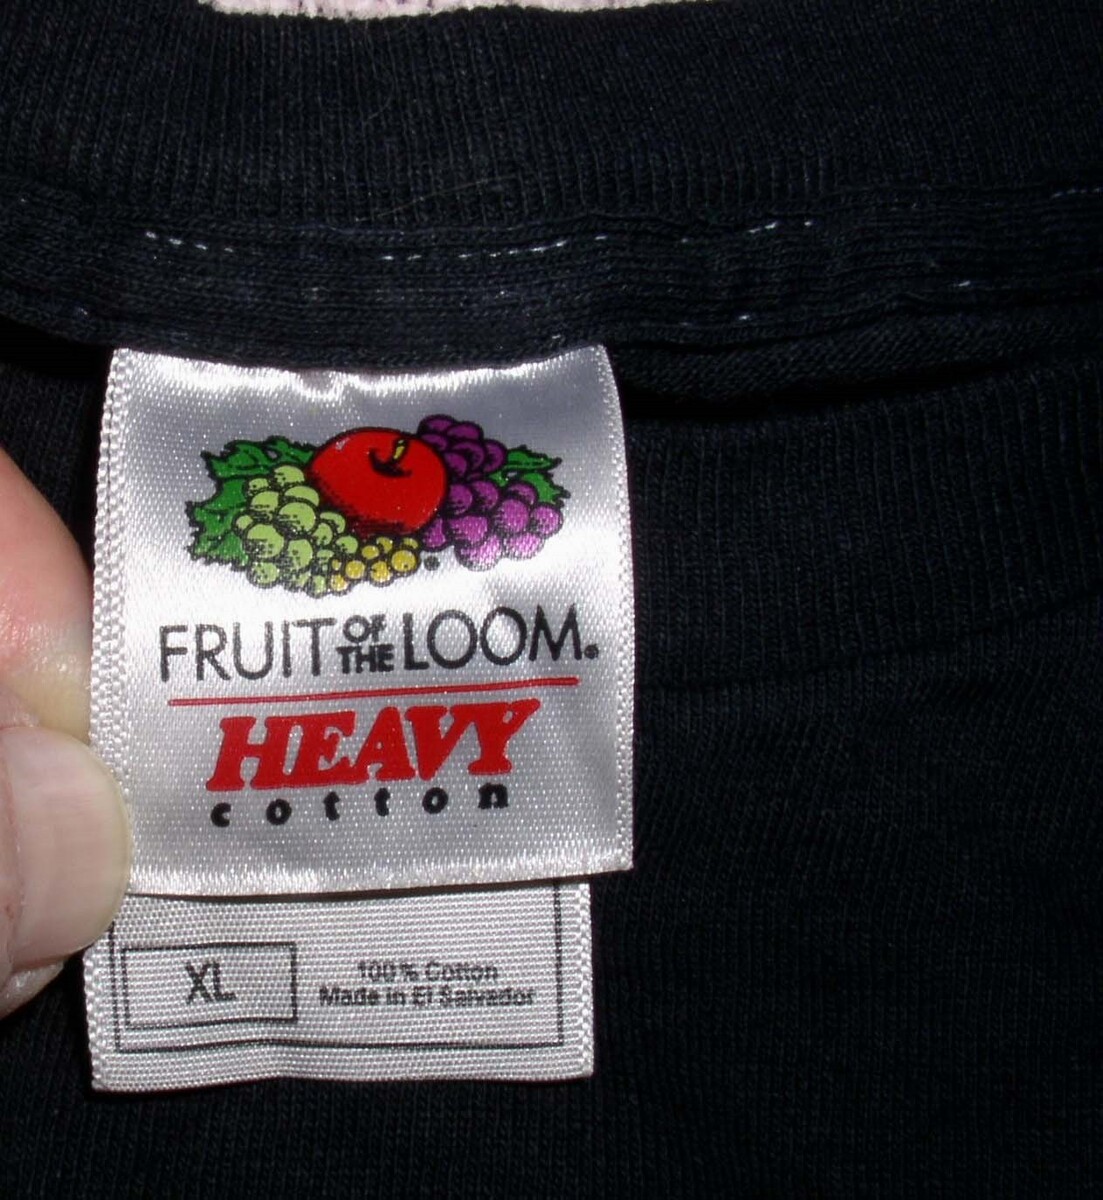 FRUIT OF THE LOOM.
HEAVY
cotton
XL
100% Cotton
Made in El Salvador